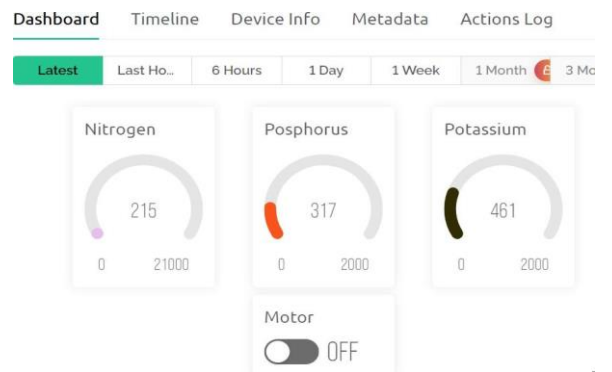 Dashboard Timeline Device Info Metadata Actions Log
Latest Last Ho... 6 Hours 1 Day 1 Week 1 Month 3 Mo
Nitrogen Posphorus Potassium
215 317 461
0 21000 0 2000 0 2000
Motor
OFF